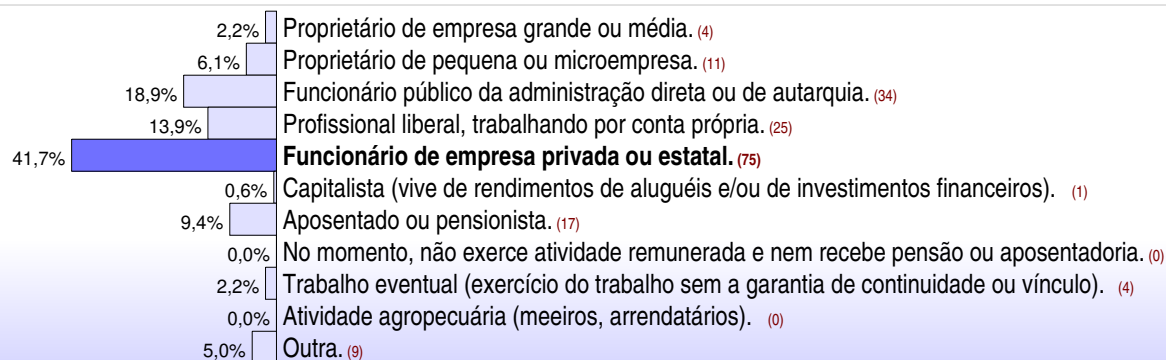 2,2% Proprietário de empresa grande ou média. (4)
6,1% Proprietário de pequena ou microempresa. (11)
18,9% Funcionário público da administração direta ou de autarquia. (34)
13,9% Profissional liberal, trabalhando por conta própria. (25)
41,7% Funcionário de empresa privada ou estatal. (75)
0,6% Capitalista (vive de rendimentos de aluguéis e/ou de investimentos financeiros). (1)
9,4% Aposentado ou pensionista. (17)
0,0% No momento, não exerce atividade remunerada e nem recebe pensão ou aposentadoria. (0)
2,2% Trabalho eventual (exercício do trabalho sem a garantia de continuidade ou vínculo). (4)
0,0% Atividade agropecuária (meeiros, arrendatários). (0)
5,0% Outra. (9)